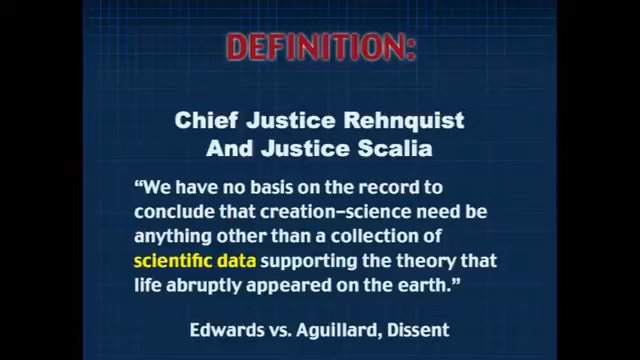 DEFINITION:
Chief Justice Rehnquist
And Justice Scalia
“We have no basis on the record to
conclude that creation-science need be
anything other than a collection of
scientific data supporting the theory that
life abruptly appeared on the earth.”
Edwards vs. Aguillard, Dissent